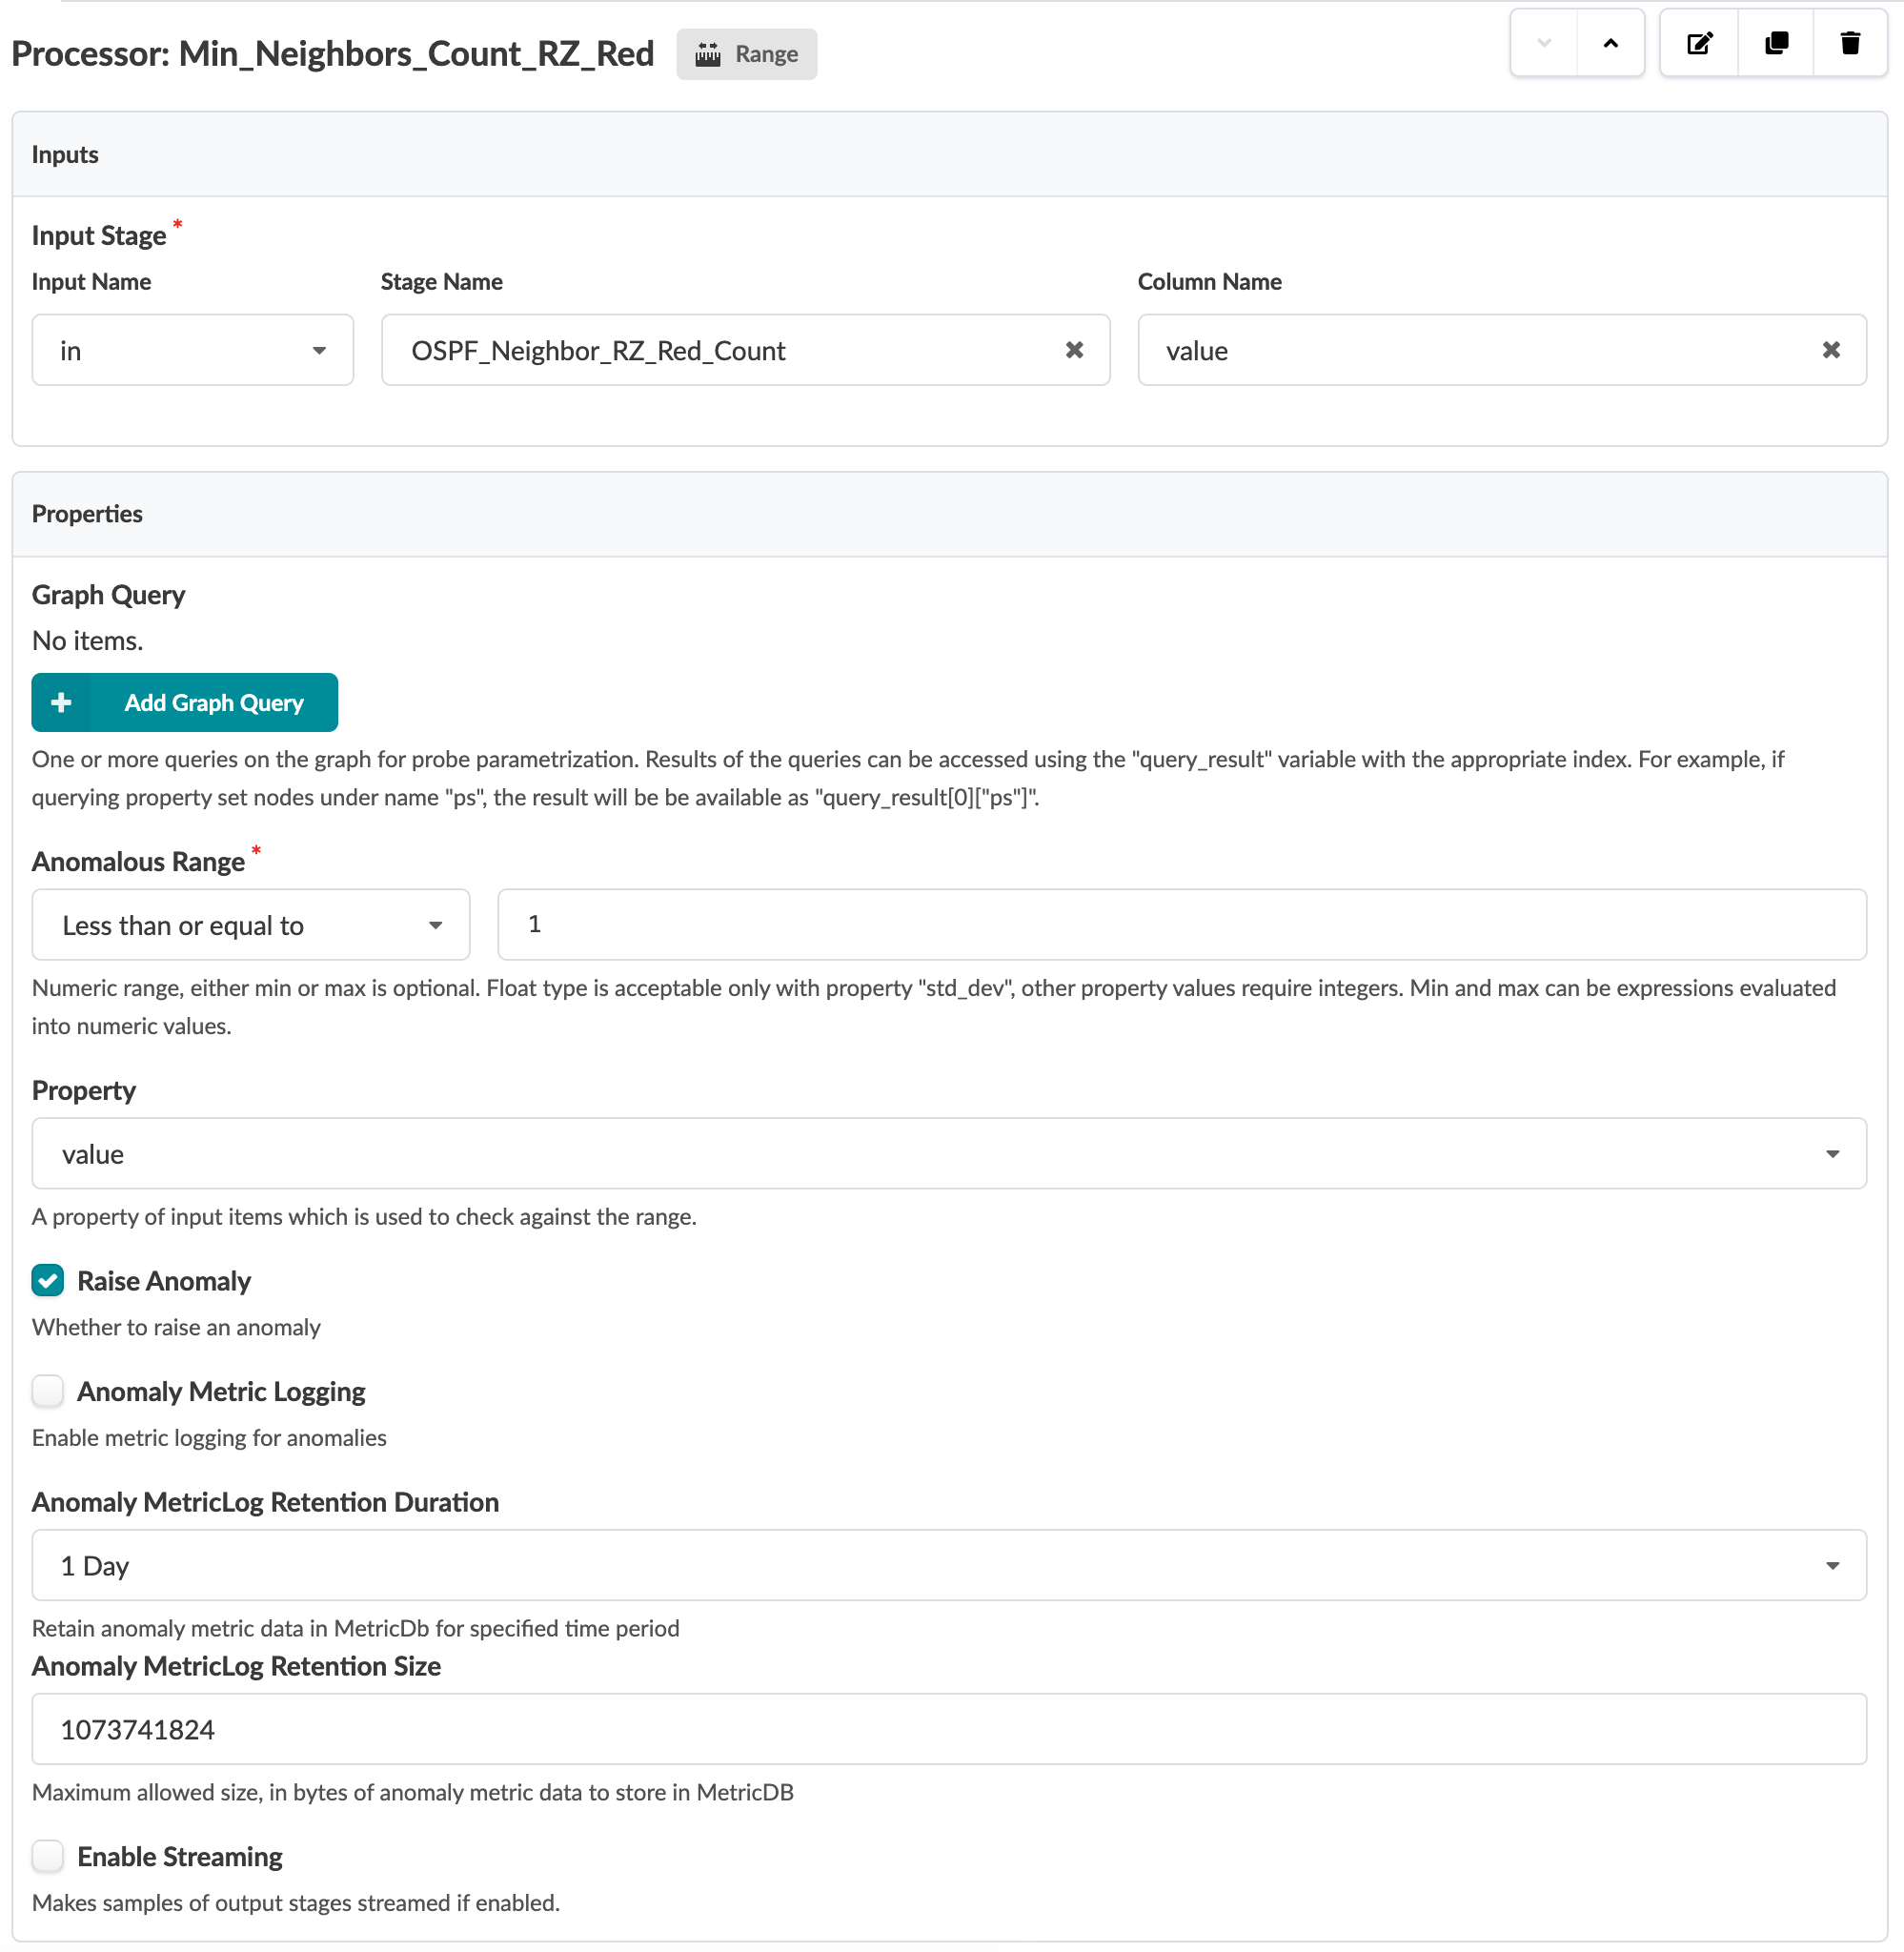 Processor: Min_Neighbors_Count_RZ_Red Range
Inputs
Input Stage *
Input Name Stage Name Column Name
in OSPF_Neighbor_RZ_Red_Count value
Properties
Graph Query
No items.
Add Graph Query
One or more queries on the graph for probe parametrization. Results of the queries can be accessed using the "query_result" variable with the appropriate index. For example, if
querying property set nodes under name "ps", the result will be be available as "query_result[0]["ps"]".
Anomalous Range *
Less than or equal to 1
Numeric range, either min or max is optional. Float type is acceptable only with property "std_dev", other property values require integers. Min and max can be expressions evaluated
into numeric values.
Property
value
A property of input items which is used to check against the range.
Raise Anomaly
Whether to raise an anomaly
Anomaly Metric Logging
Enable metric logging for anomalies
Anomaly MetricLog Retention Duration
1 Day
Retain anomaly metric data in MetricDb for specified time period
Anomaly MetricLog Retention Size
1073741824
Maximum allowed size, in bytes of anomaly metric data to store in MetricDB
Enable Streaming
Makes samples of output stages streamed if enabled.